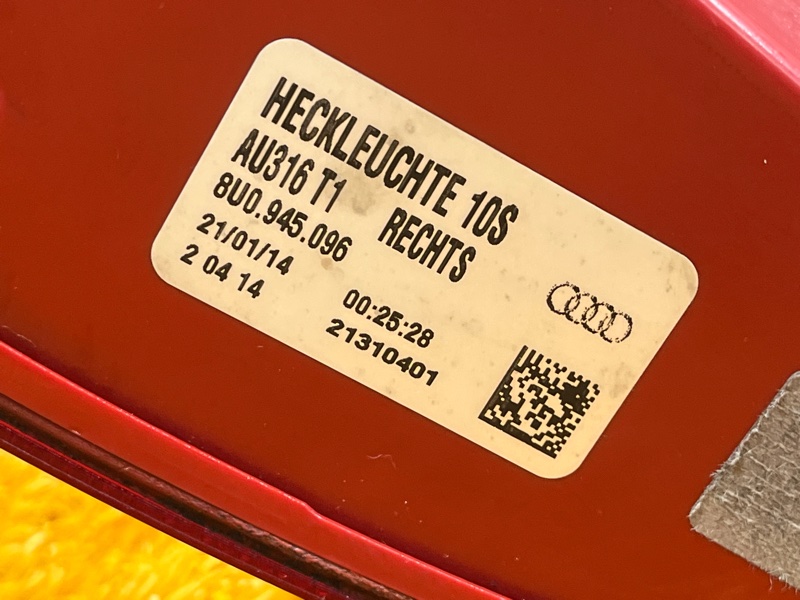 HECKLEUCHTE 10S
AU316 T1 RECHTS
8U0.945.096
21/01/14 00:25:28
2 04 14 21310401